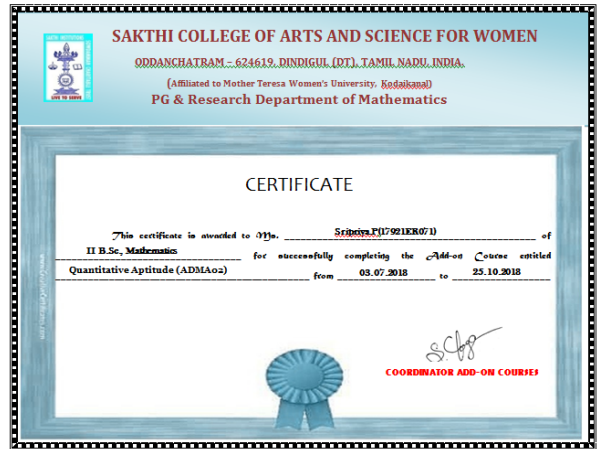 SAKTHI COLLEGE OF ARTS AND SCIENCE FOR WOMEN
ODDANCHATRAM – 624619. DINDIGUL (DT), TAMIL NADU. INDIA.
(Affiliated to Mother Teresa Women's University, Kodaikanal)
PG & Research Department of Mathematics
LIVE TO SERVE
CERTIFICATE
This certificate is awarded to Ms. Sripriya.P(17921ER071) of
II B.Sc., Mathematics for successfully completing the Add-on Course entitled
Quantitative Aptitude (ADMA02) from 03.07.2018 to 25.10.2018
COORDINATOR ADD-ON COURSES